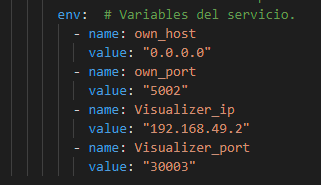 env:  # Variables del servicio.
- name: own_host
value: "0.0.0.0"
- name: own_port
value: "5002"
- name: Visualizer_ip
value: "192.168.49.2"
- name: Visualizer_port
value: "30003"